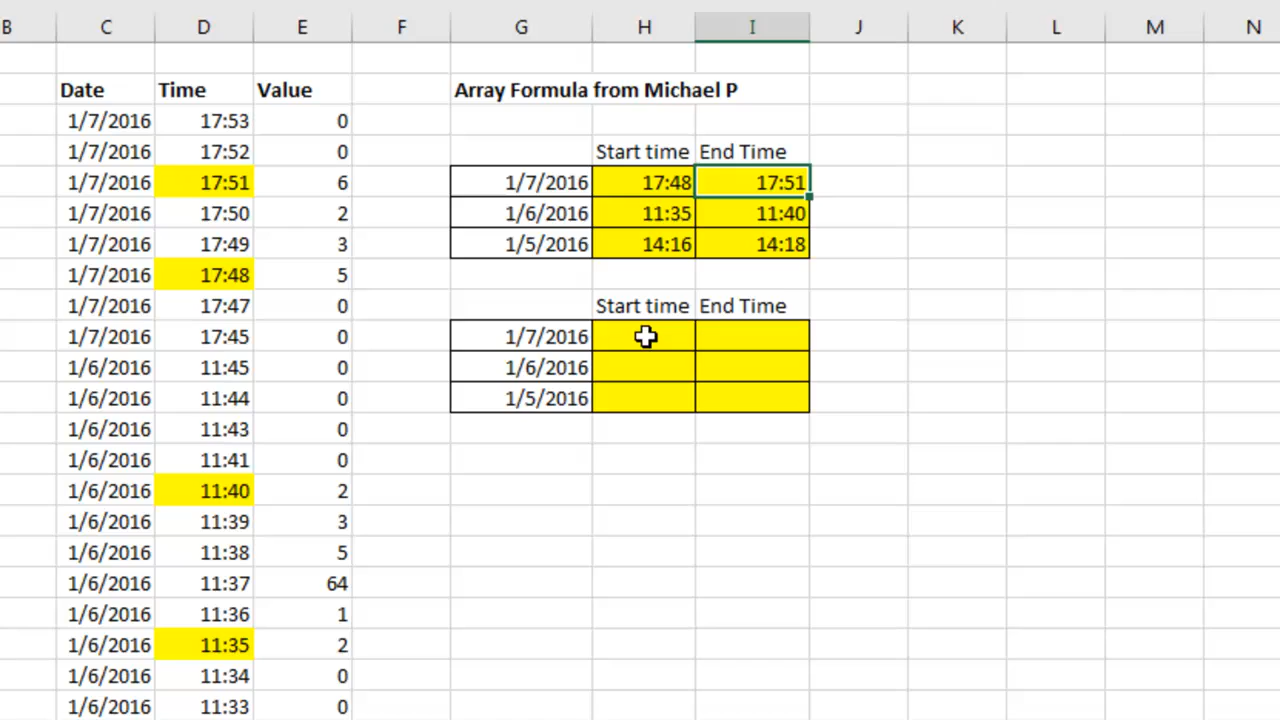 B C D E F G H I J K L M N
Date Time Value Array Formula from Michael P
1/7/2016 17:53 0
1/7/2016 17:52 0 Start time End Time
1/7/2016 17:51 6 1/7/2016 17:48 17:51
1/7/2016 17:50 2 1/6/2016 11:35 11:40
1/7/2016 17:49 3 1/5/2016 14:16 14:18
1/7/2016 17:48 5
1/7/2016 17:47 0 Start time End Time
1/7/2016 17:45 0 1/7/2016
1/6/2016 11:45 0 1/6/2016
1/6/2016 11:44 0 1/5/2016
1/6/2016 11:43 0
1/6/2016 11:41 0
1/6/2016 11:40 2
1/6/2016 11:39 3
1/6/2016 11:38 5
1/6/2016 11:37 64
1/6/2016 11:36 1
1/6/2016 11:35 2
1/6/2016 11:34 0
1/6/2016 11:33 0